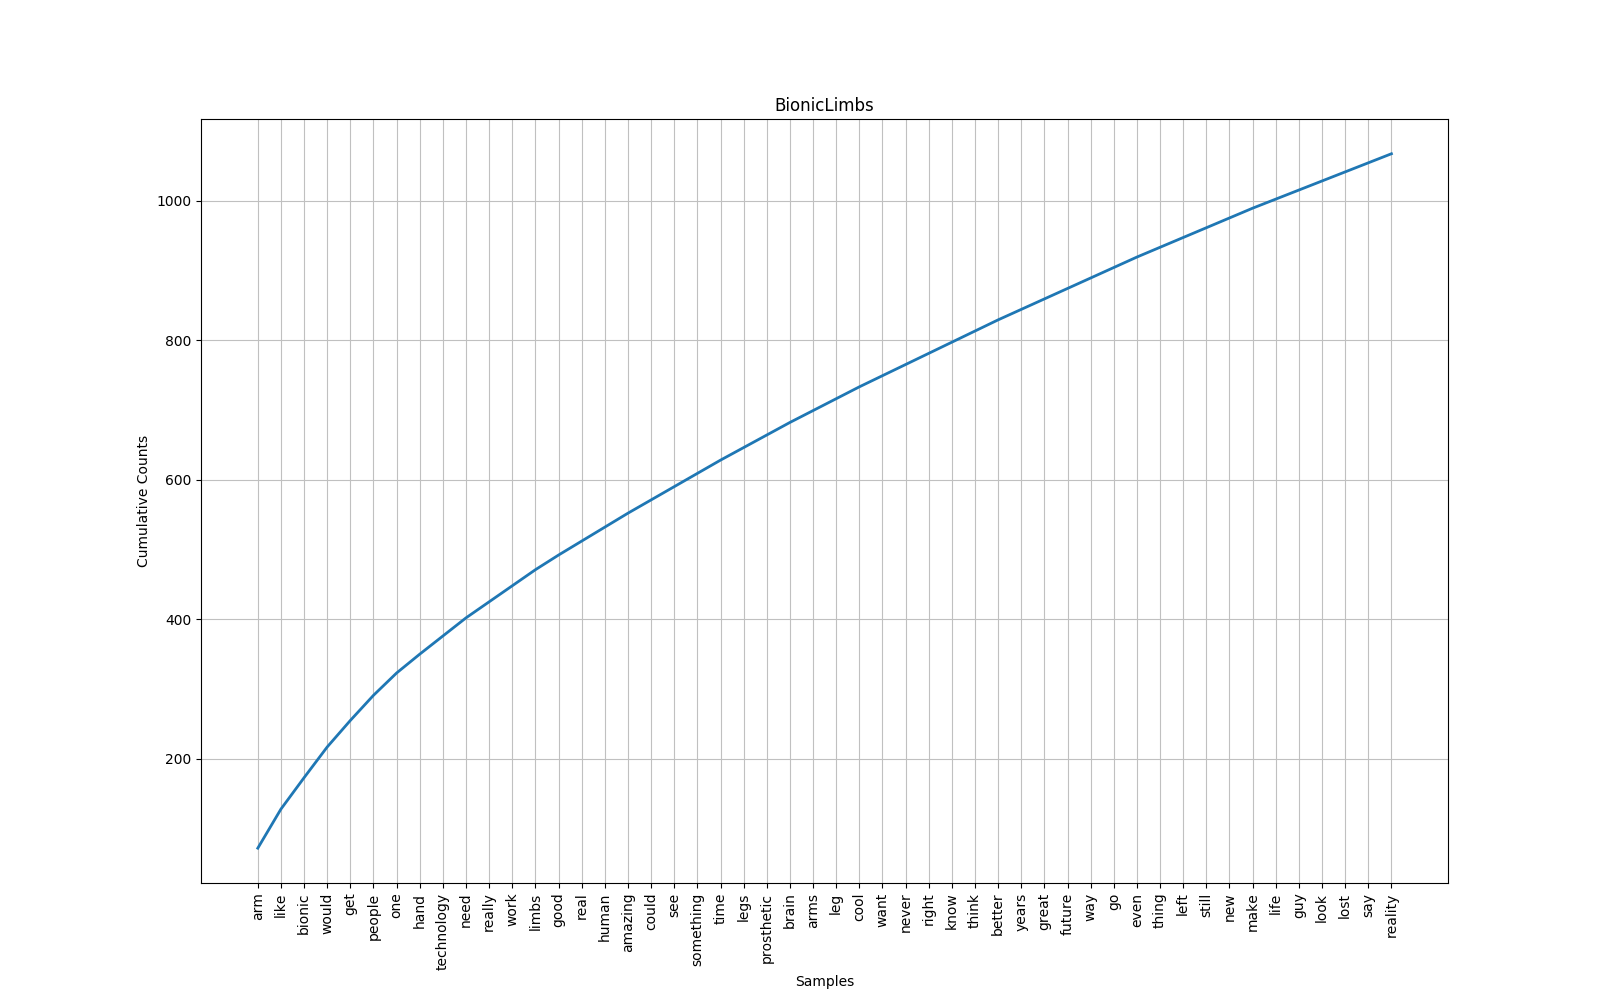 BionicLimbs
Cumulative Counts
1000
800
600
400
200
arm
like
bionic
would
get
people
one
hand
technology
need
really
work
limbs
good
real
human
amazing
could
see
something
time
legs
prosthetic
brain
arms
leg
cool
want
never
right
know
think
better
years
great
future
way
go
even
thing
left
still
new
make
life
guy
look
lost
say
reality
Samples